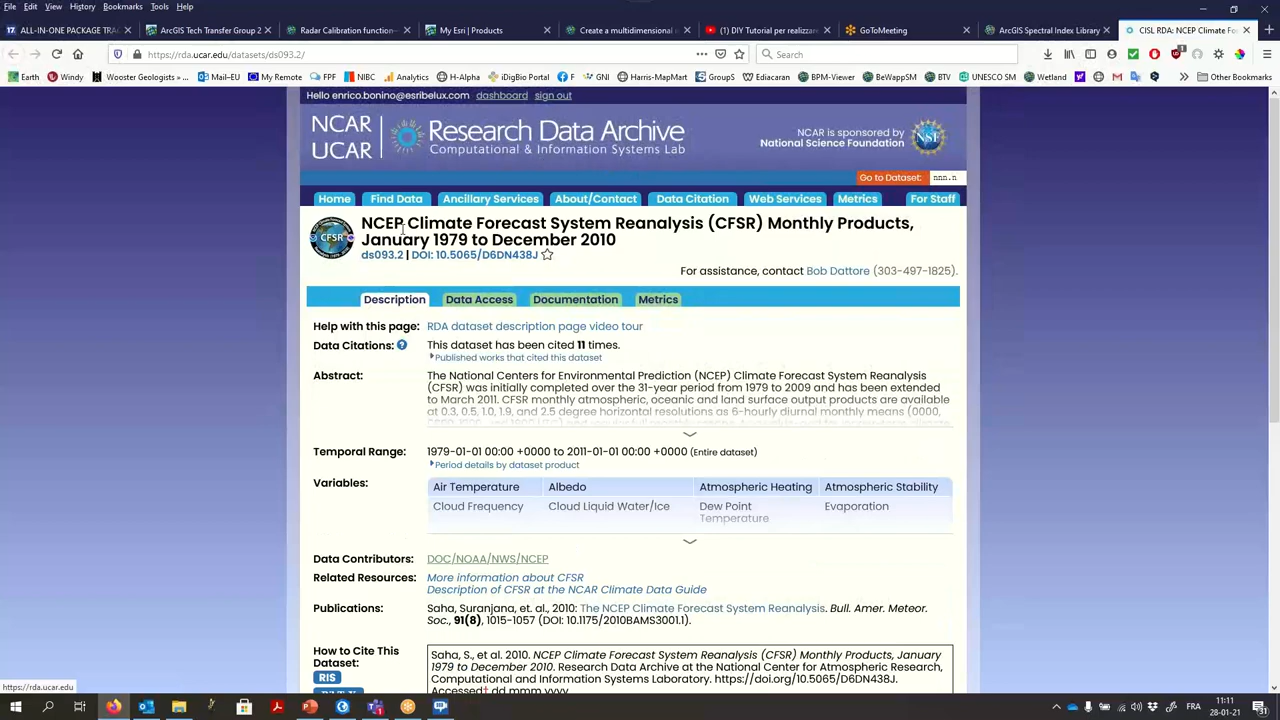 File Edit View History Bookmarks Tools Help
ALL-IN-ONE PACKAGE TRAC
ArcGIS Tech Transfer Group 2
Radar Calibration function—
My Esri | Products
Create a multidimensional
(1) DIY Tutorial per realizzare
GoToMeeting
ArcGIS Spectral Index Library
CISL RDA: NCEP Climate Fo
https://rda.ucar.edu/datasets/ds093.2/
Search
Earth Windy Wooster Geologists » ... Mail–EU My Remote FPF NIBC Analytics H-Alpha iDigBio Portal F GNI Harris-MapMart GroupS Ediacaran BPM-Viewer BeWappSM BTV UNESCO SM Wetland
Other Bookmarks
Hello enrico.bonino@esribelux.com dashboard sign out
NCAR
UCAR
Research Data Archive
Computational & Information Systems Lab
NCAR is sponsored by
National Science Foundation
NSF
Go to Dataset: nnn.n
Home Find Data Ancillary Services About/Contact Data Citation Web Services Metrics For Staff
CFSR
NCEP Climate Forecast System Reanalysis (CFSR) Monthly Products,
January 1979 to December 2010
ds093.2 | DOI: 10.5065/D6DN438J
For assistance, contact Bob Dattore (303-497-1825).
Description Data Access Documentation Metrics
Help with this page: RDA dataset description page video tour
Data Citations: This dataset has been cited 11 times.
Published works that cited this dataset
Abstract: The National Centers for Environmental Prediction (NCEP) Climate Forecast System Reanalysis
(CFSR) was initially completed over the 31-year period from 1979 to 2009 and has been extended
to March 2011. CFSR monthly atmospheric, oceanic and land surface output products are available
at 0.3, 0.5, 1.0, 1.9, and 2.5 degree horizontal resolutions as 6-hourly diurnal monthly means (0000,
Temporal Range: 1979-01-01 00:00 +0000 to 2011-01-01 00:00 +0000 (Entire dataset)
Period details by dataset product
Variables: Air Temperature Albedo Atmospheric Heating Atmospheric Stability
Cloud Frequency Cloud Liquid Water/Ice Dew Point Evaporation
Temperature
Data Contributors: DOC/NOAA/NWS/NCEP
Related Resources: More information about CFSR
Description of CFSR at the NCAR Climate Data Guide
Publications: Saha, Suranjana, et. al., 2010: The NCEP Climate Forecast System Reanalysis. Bull. Amer. Meteor.
Soc., 91(8), 1015-1057 (DOI: 10.1175/2010BAMS3001.1).
How to Cite This
Dataset:
RIS
Saha, S., et al. 2010. NCEP Climate Forecast System Reanalysis (CFSR) Monthly Products, January
1979 to December 2010. Research Data Archive at the National Center for Atmospheric Research,
Computational and Information Systems Laboratory. https://doi.org/10.5065/D6DN438J.
Accessed† dd mmm yyyy.
https://rda.ucar.edu
FRA
11:11
28-01-21